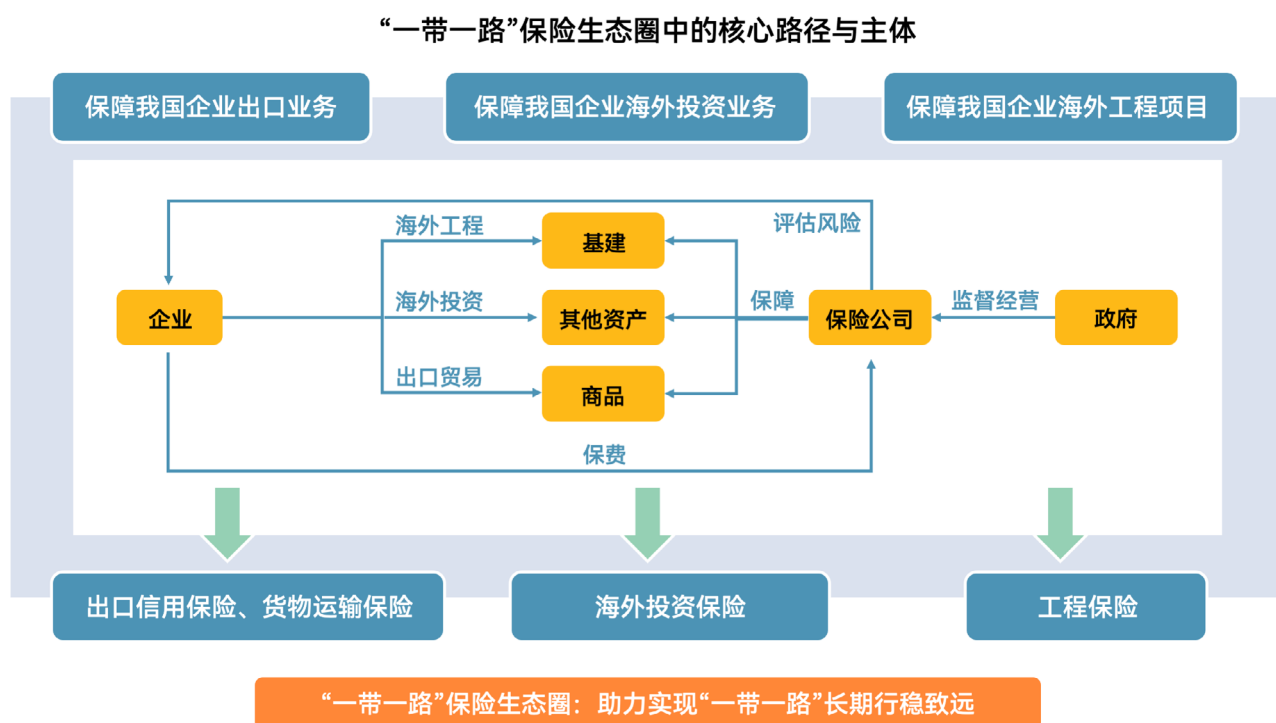 “一带一路”保险生态圈中的核心路径与主体
保障我国企业出口业务
保障我国企业海外投资业务
保障我国企业海外工程项目
海外工程
基建
评估风险
企业
海外投资
其他资产
保障
保险公司
监督经营
政府
出口贸易
商品
保费
出口信用保险、货物运输保险
海外投资保险
工程保险
“一带一路”保险生态圈：助力实现“一带一路”长期行稳致远